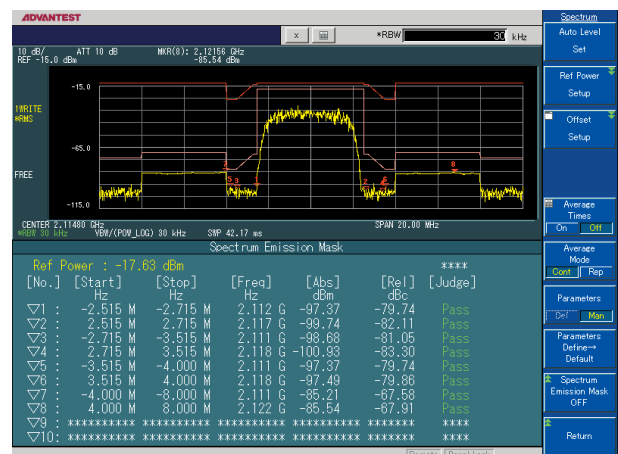 ADVANTEST
x
*RBW 30 kHz
10 dB/ ATT 10 dB MKR(8): 2.12156 GHz
REF -15.0 dBm -85.54 dBm
-15.0
1WRITE
*RMS
-65.0
FREE
-115.0
CENTER 2.11480 GHz SPAN 20.00 MHz
*RBW 30 kHz VBW/(POW_LOG) 30 kHz SWP 42.17 ms
Spectrum Emission Mask
Ref Power : -17.63 dBm ****
[No.] [Start] [Stop] [Freq] [Abs] [Rel] [Judge]
Hz Hz Hz dBm dBc
▽1 : -2.515 M -2.715 M 2.112 G -97.37 -79.74 Pass
▽2 : 2.515 M 2.715 M 2.117 G -99.74 -82.11 Pass
▽3 : -2.715 M -3.515 M 2.111 G -98.68 -81.05 Pass
▽4 : 2.715 M 3.515 M 2.118 G -100.93 -83.30 Pass
▽5 : -3.515 M -4.000 M 2.111 G -97.37 -79.74 Pass
▽6 : 3.515 M 4.000 M 2.118 G -97.49 -79.86 Pass
▽7 : -4.000 M -8.000 M 2.111 G -85.21 -67.58 Pass
▽8 : 4.000 M 8.000 M 2.122 G -85.54 -67.91 Pass
▽9 : ********** ********** ********** ********** ******* ****
▽10: ********** ********** ********** ********** ******* ****
Spectrum
Auto Level
Set
Ref Power
Setup
Offset
Setup
Average
Times
On Off
Average
Mode
Cont Rep
Parameters
Def Man
Parameters
Define→
Default
Spectrum
Emission Mask
OFF
Return